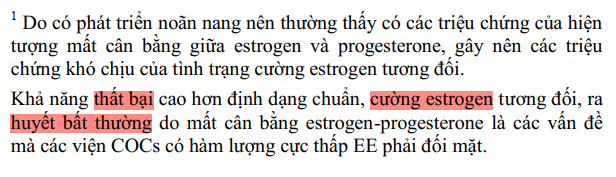 ¹ Do có phát triển noãn nang nên thường thấy có các triệu chứng của hiện
tượng mất cân bằng giữa estrogen và progesterone, gây nên các triệu
chứng khó chịu của tình trạng cường estrogen tương đối.
Khả năng thất bại cao hơn định dạng chuẩn, cường estrogen tương đối, ra
huyết bất thường do mất cân bằng estrogen-progesterone là các vấn đề
mà các viện COCs có hàm lượng cực thấp EE phải đối mặt.